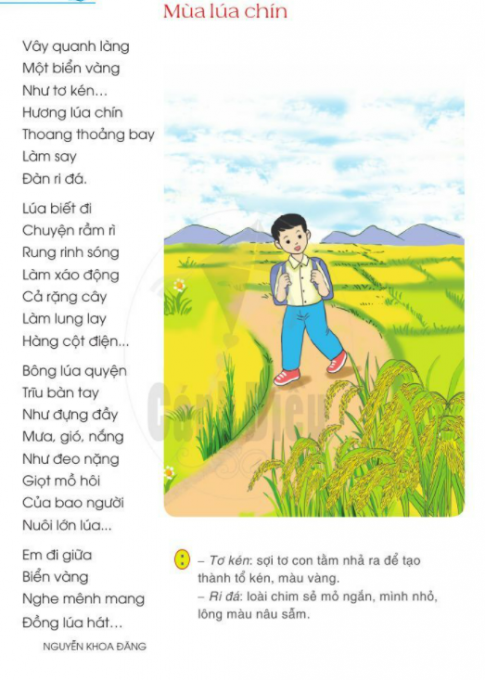 Mùa lúa chín
Vây quanh làng
Một biển vàng
Như tơ kén...
Hương lúa chín
Thoang thoảng bay
Làm say
Đàn ri đá.
Lúa biết đi
Chuyện rầm rì
Rung rinh sóng
Làm xáo động
Cả rặng cây
Làm lung lay
Hàng cột điện...
Bông lúa quyện
Trĩu bàn tay
Như đựng đầy
Mưa, gió, nắng
Như đeo nặng
Giọt mồ hôi
Của bao người
Nuôi lớn lúa...
Em đi giữa
Biển vàng
Nghe mênh mang
Đồng lúa hát...
NGUYỄN KHOA ĐĂNG
– Tơ kén: sợi tơ con tằm nhả ra để tạo
thành tổ kén, màu vàng.
– Ri đá: loài chim sẻ mỏ ngắn, mình nhỏ,
lông màu nâu sẫm.
Cánh Diều